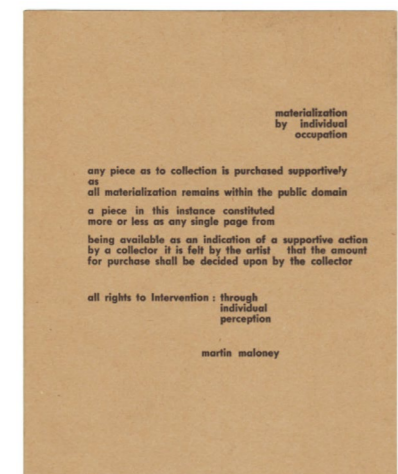 materialization
by individual
occupation
any piece as to collection is purchased supportively
as
all materialization remains within the public domain
a piece in this instance constituted
more or less as any single page from
being available as an indication of a supportive action
by a collector it is felt by the artist that the amount
for purchase shall be decided upon by the collector
all rights to Intervention : through
individual
perception
martin maloney